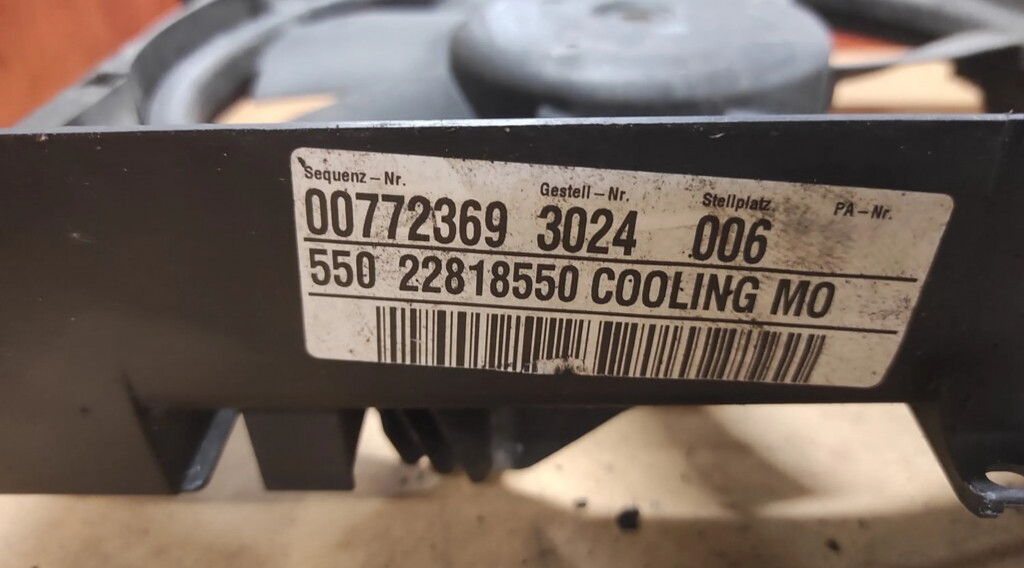 Sequenz-Nr. Gestell-Nr. Stellplatz PA-Nr.
00772369 3024 006
550 22818550 COOLING MO